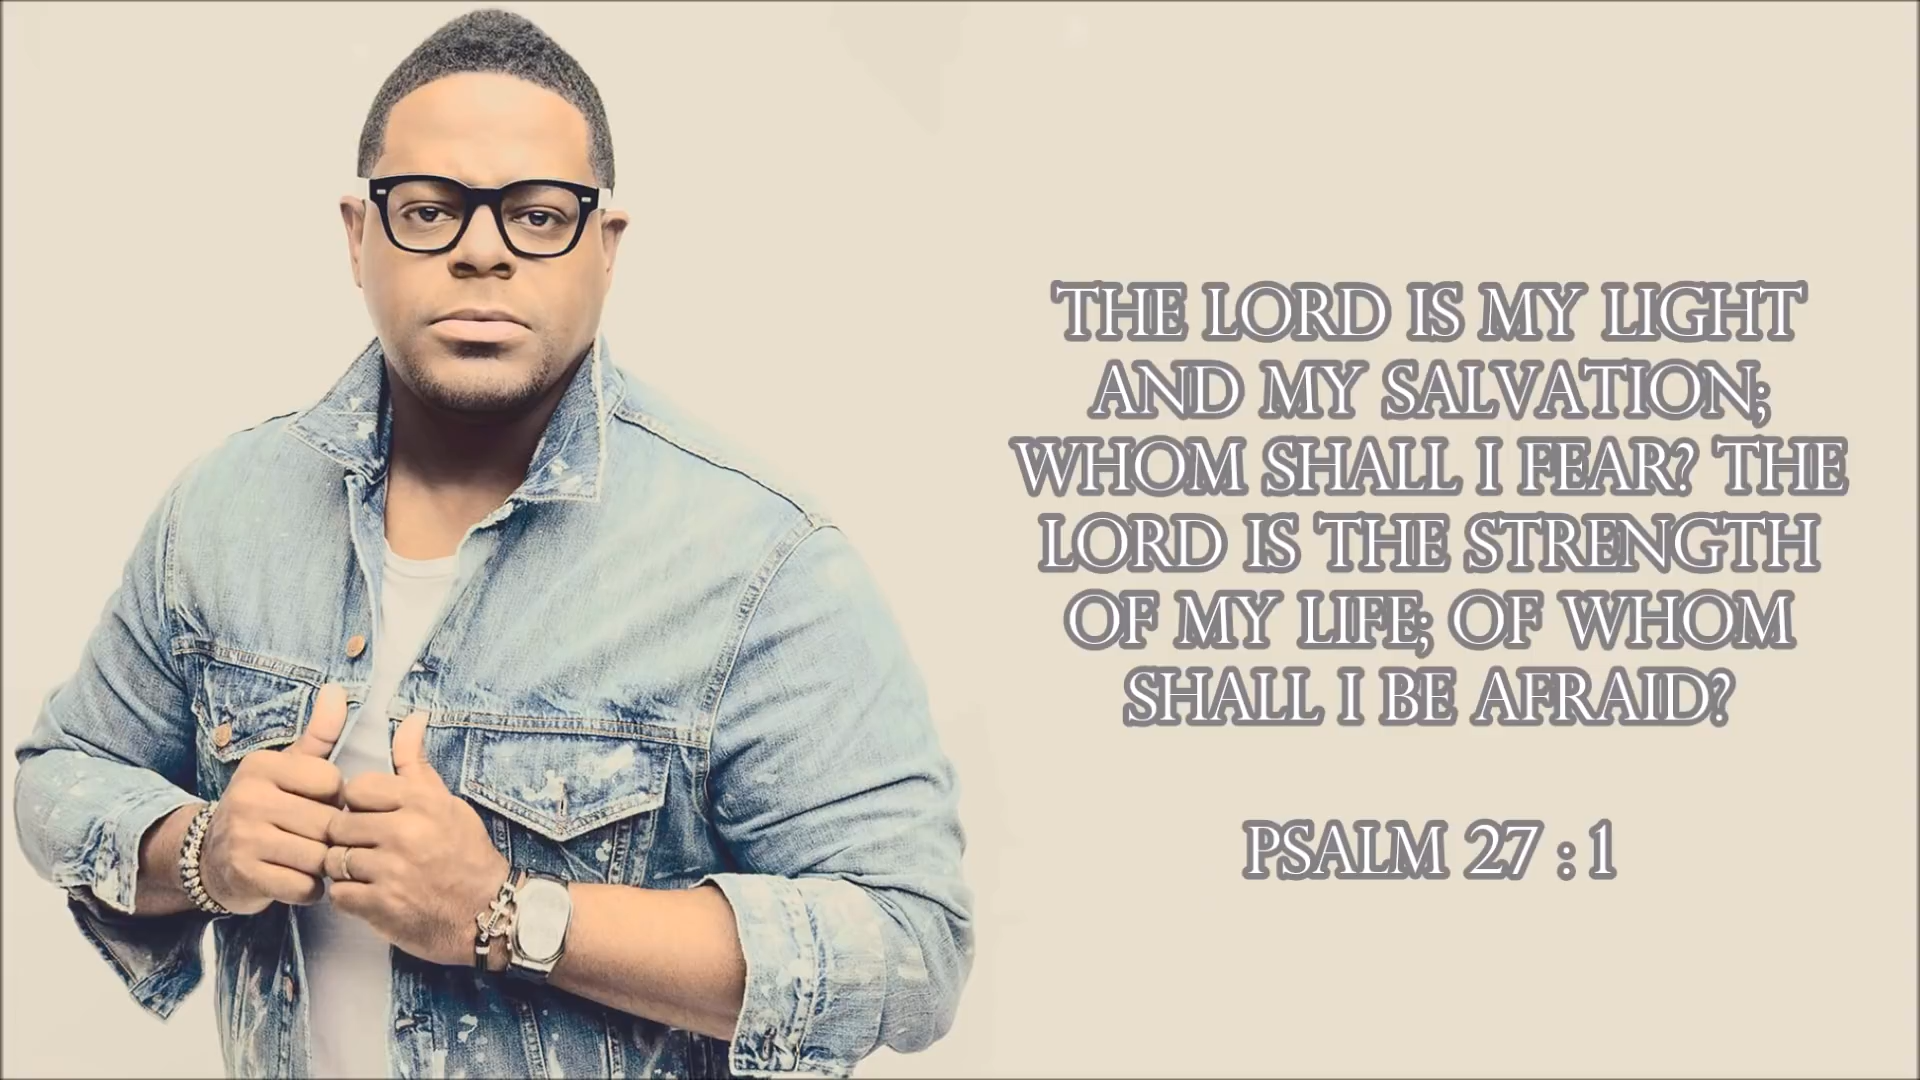 THE LORD IS MY LIGHT
AND MY SALVATION;
WHOM SHALL I FEAR? THE
LORD IS THE STRENGTH
OF MY LIFE; OF WHOM
SHALL I BE AFRAID?
PSALM 27 : 1